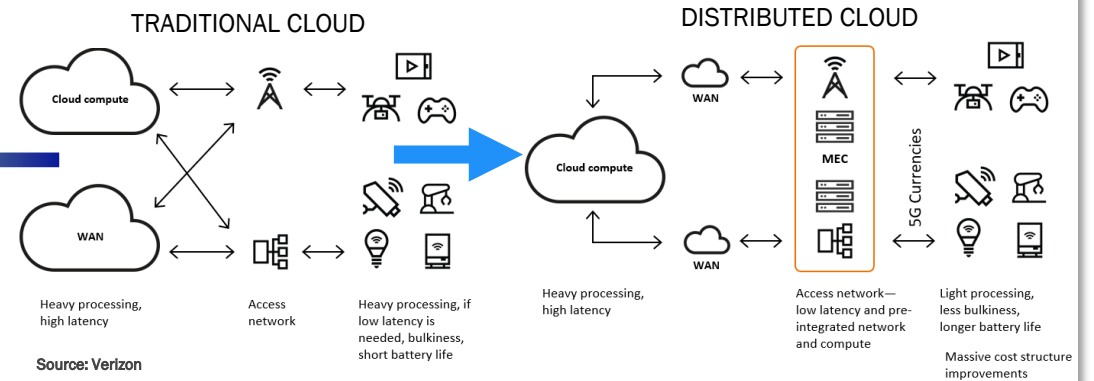 TRADITIONAL CLOUD
Cloud compute
WAN
Heavy processing,
high latency
Access
network
Heavy processing, if
low latency is
needed, bulkiness,
short battery life
Source: Verizon
DISTRIBUTED CLOUD
Cloud compute
WAN
WAN
MEC
5G Currencies
Heavy processing,
high latency
Access network—
low latency and pre-
integrated network
and compute
Light processing,
less bulkiness,
longer battery life
Massive cost structure
improvements